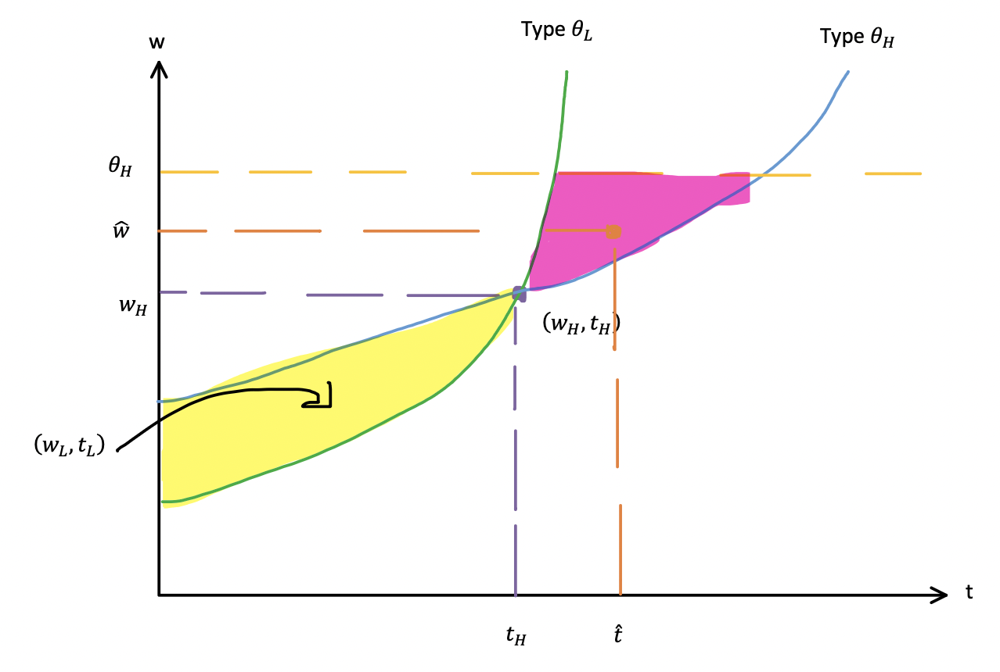 Type θ_L
Type θ_H
w
θ_H
ŵ
w_H
(w_H, t_H)
(w_L, t_L)
t
t_H
t̂